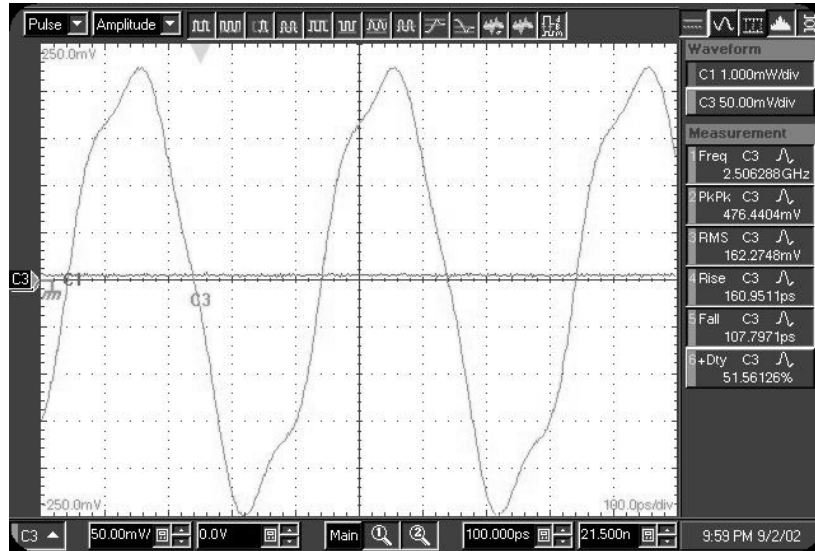 Pulse Amplitude
250.0mV
C1
C3
C3
-250.0mV
100.0ps/div
Waveform
C1 1.000mW/div
C3 50.00mV/div
Measurement
1 Freq C3
2.506288GHz
2 PkPk C3
476.4404mV
3 RMS C3
162.2748mV
4 Rise C3
160.9511ps
5 Fall C3
107.7971ps
6 +Dty C3
51.56126%
C3 50.00mV/ 0.0V Main 1 2 100.000ps 21.500n 9:59 PM 9/2/02